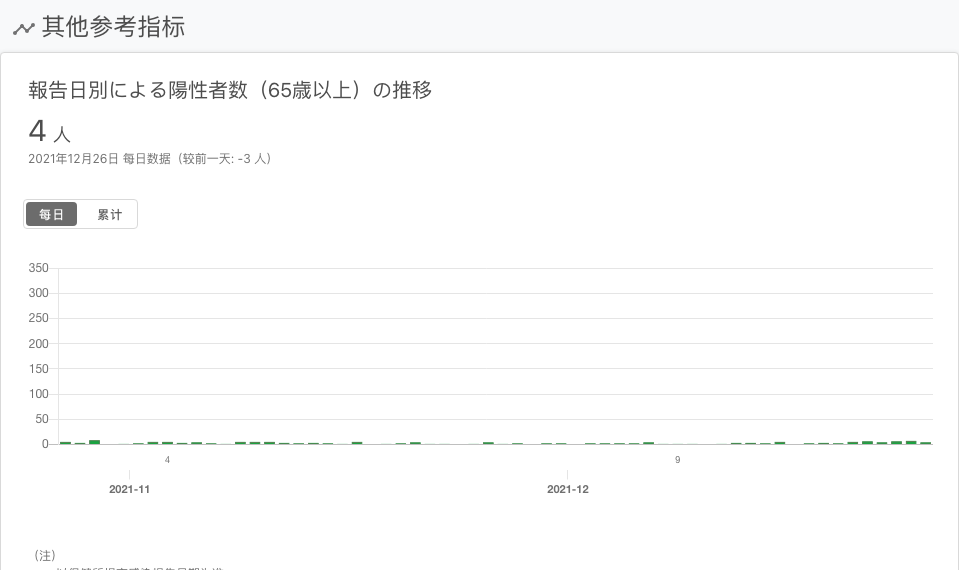 其他参考指标
報告日別による陽性者数（65歳以上）の推移
4 人
2021年12月26日 每日数据（较前一天: -3 人）
每日 累计
350
300
250
200
150
100
50
0
4 9
2021-11 2021-12
（注）